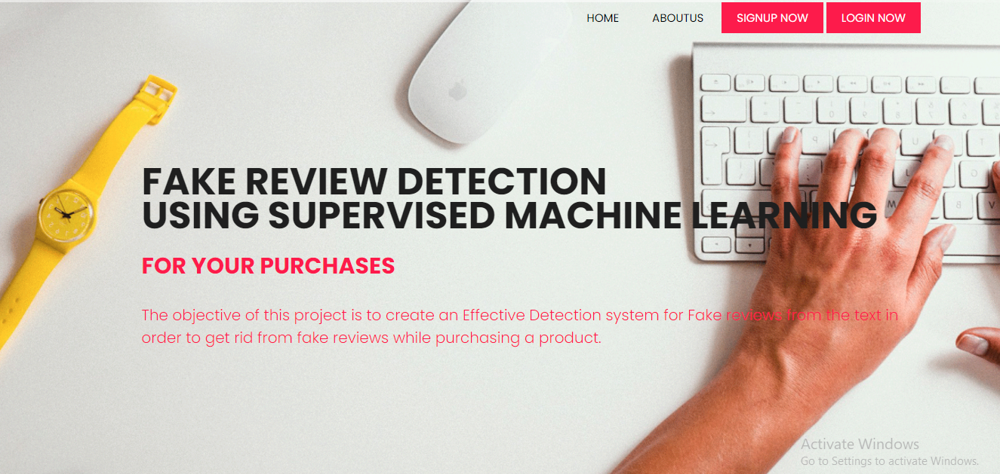 HOME ABOUTUS SIGNUP NOW LOGIN NOW
FAKE REVIEW DETECTION
USING SUPERVISED MACHINE LEARNING
FOR YOUR PURCHASES
The objective of this project is to create an Effective Detection system for Fake reviows from the text in
order to get rid from fake reviews while purchasing a product.
Activate Windows
Go to Settings to activate Windows.